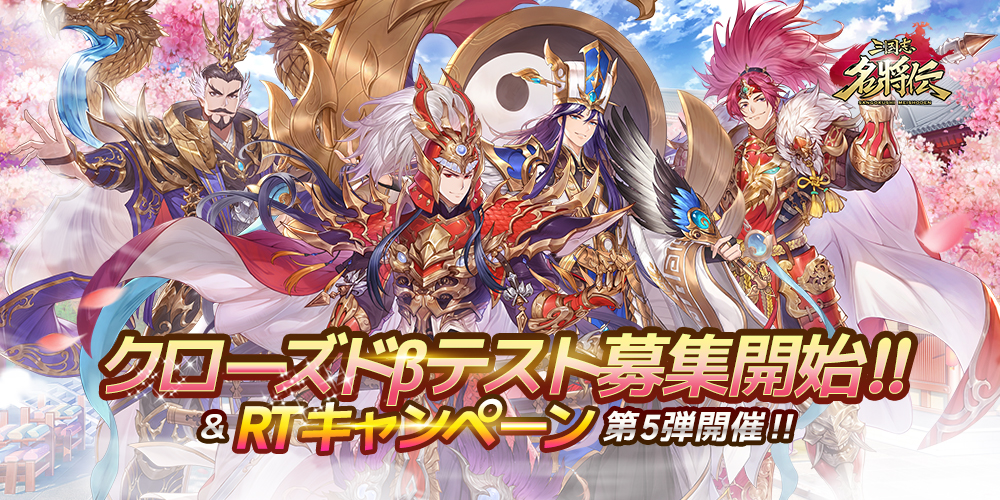 三国志
名将伝
SANGOKUSHI MEISHODEN
クローズドβテスト募集開始!!
& RTキャンペーン 第5弾開催!!